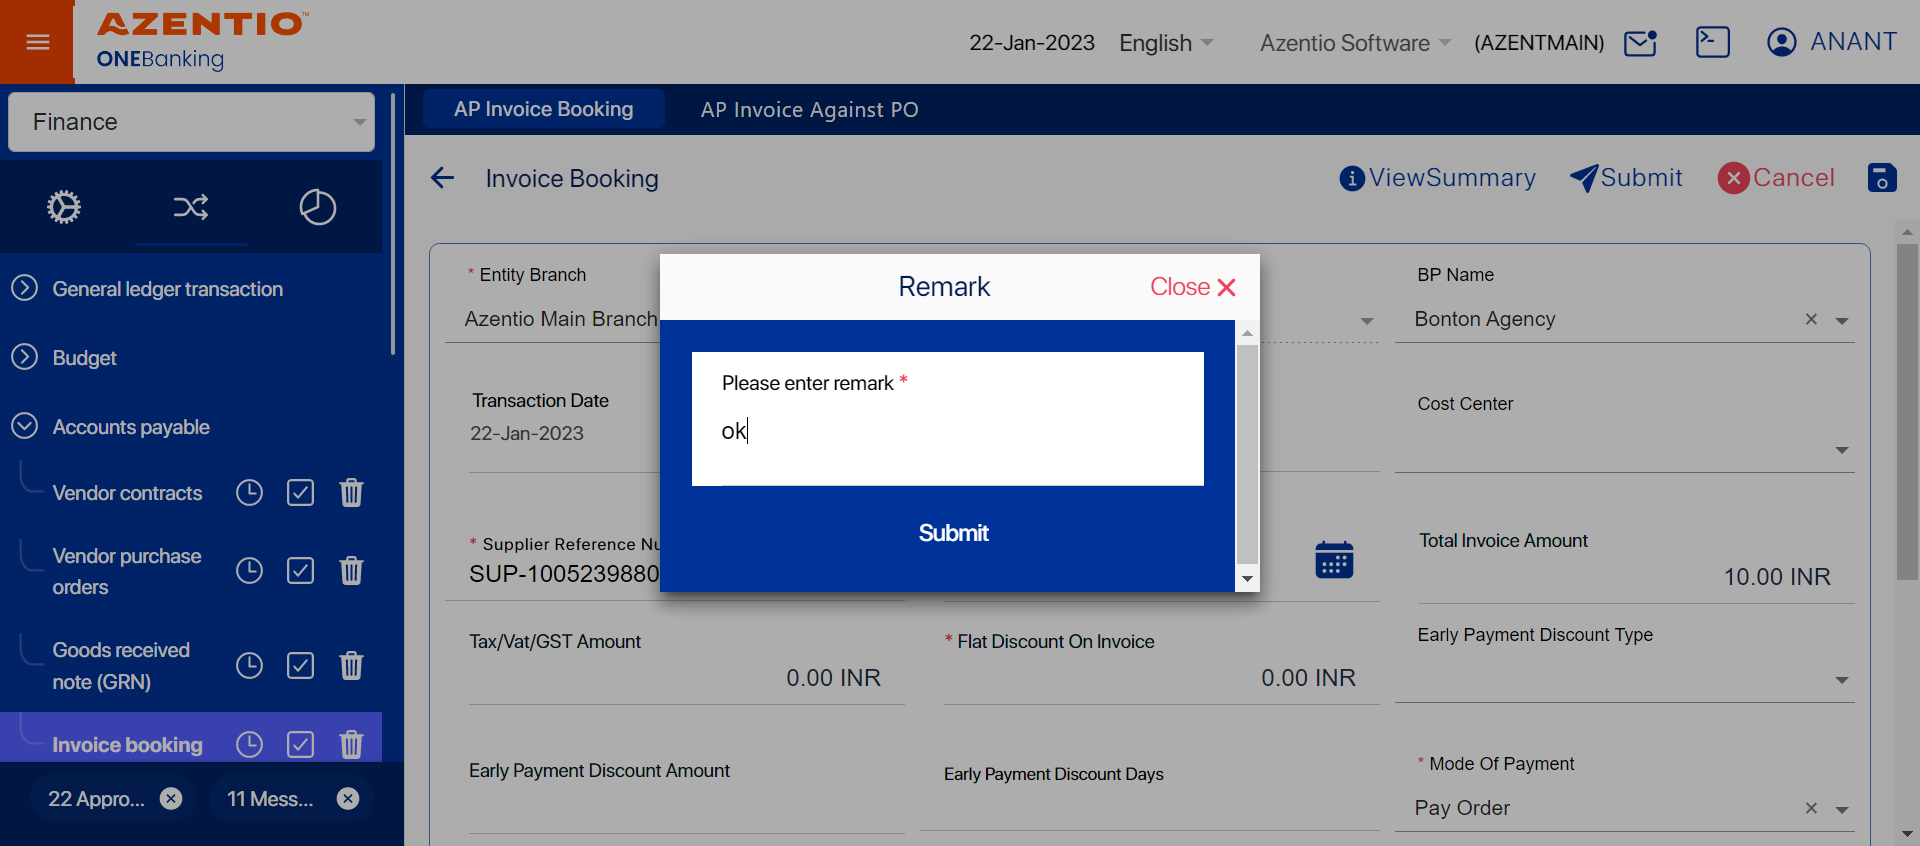 AZENTIO™
ONEBanking
22-Jan-2023 English Azentio Software (AZENTMAIN) ANANT
Finance
AP Invoice Booking AP Invoice Against PO
Invoice Booking ViewSummary Submit Cancel
General ledger transaction
Budget
Accounts payable
Vendor contracts
Vendor purchase
orders
Goods received
note (GRN)
Invoice booking
22 Appro... 11 Mess...
* Entity Branch
Azentio Main Branch
BP Name
Bonton Agency
Transaction Date
22-Jan-2023
Cost Center
* Supplier Reference Nu
SUP-1005239880
Total Invoice Amount
10.00 INR
Tax/Vat/GST Amount
0.00 INR
* Flat Discount On Invoice
0.00 INR
Early Payment Discount Type
Early Payment Discount Amount
Early Payment Discount Days
* Mode Of Payment
Pay Order
Remark Close
Please enter remark *
ok
Submit